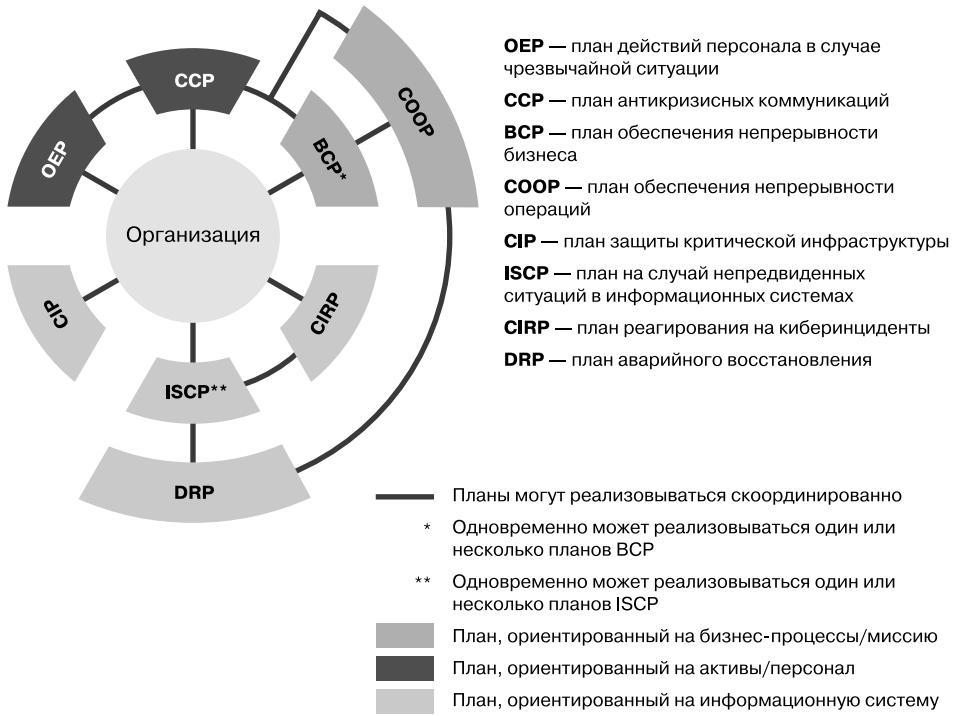 CCP
OEP
BCP*
COOP
Организация
CIP
CIRP
ISCP**
DRP
OEP — план действий персонала в случае
чрезвычайной ситуации
CCP — план антикризисных коммуникаций
BCP — план обеспечения непрерывности
бизнеса
COOP — план обеспечения непрерывности
операций
CIP — план защиты критической инфраструктуры
ISCP — план на случай непредвиденных
ситуаций в информационных системах
CIRP — план реагирования на киберинциденты
DRP — план аварийного восстановления
Планы могут реализовываться скоординированно
* Одновременно может реализовываться один или
несколько планов BCP
** Одновременно может реализовываться один или
несколько планов ISCP
План, ориентированный на бизнес-процессы/миссию
План, ориентированный на активы/персонал
План, ориентированный на информационную систему